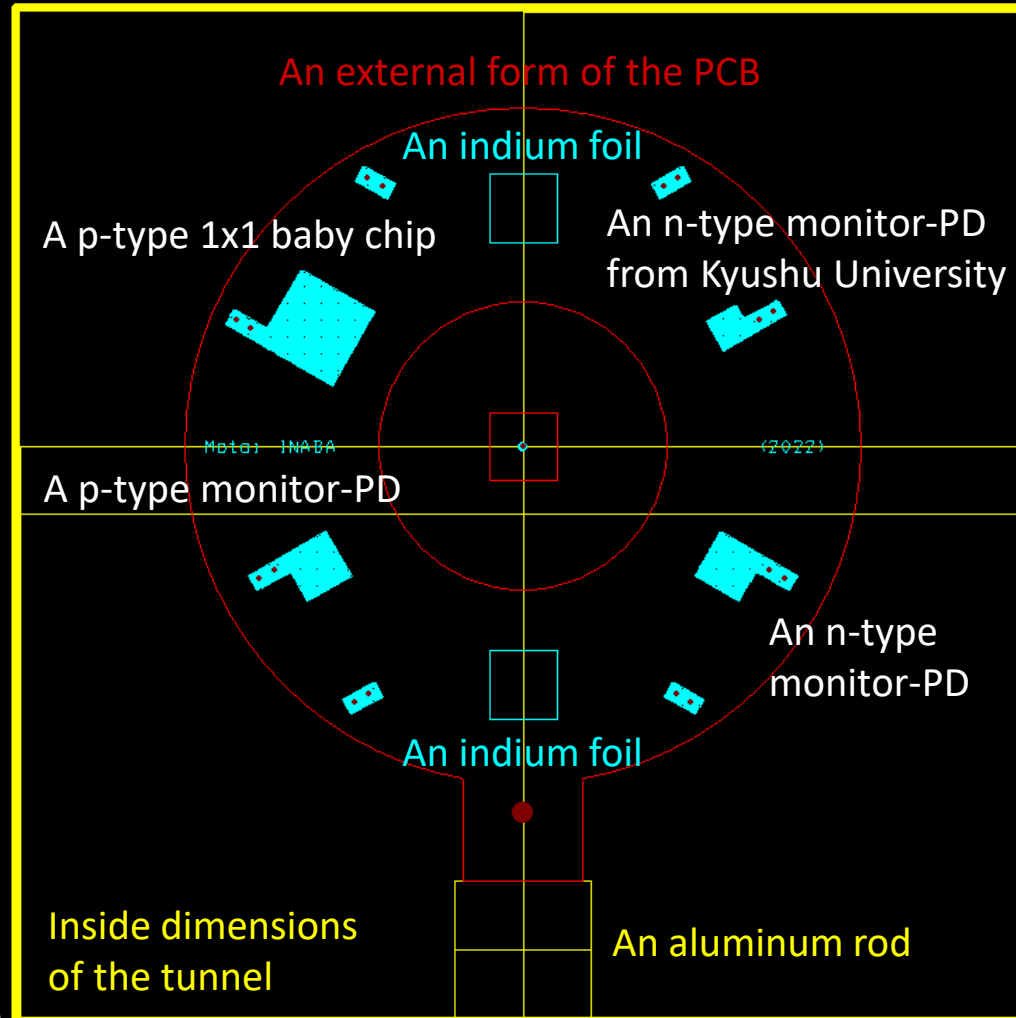 An external form of the PCB
An indium foil
A p-type 1x1 baby chip
An n-type monitor-PD
from Kyushu University
Moto: INABA
(2022)
A p-type monitor-PD
An n-type
monitor-PD
An indium foil
Inside dimensions
of the tunnel
An aluminum rod